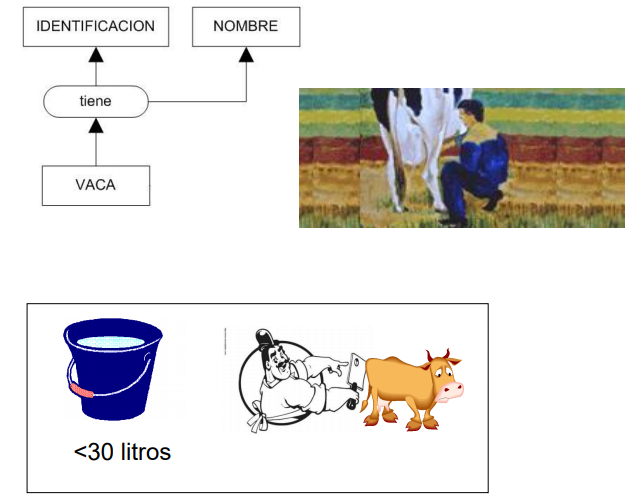 IDENTIFICACION
NOMBRE
tiene
VACA
<30 litros